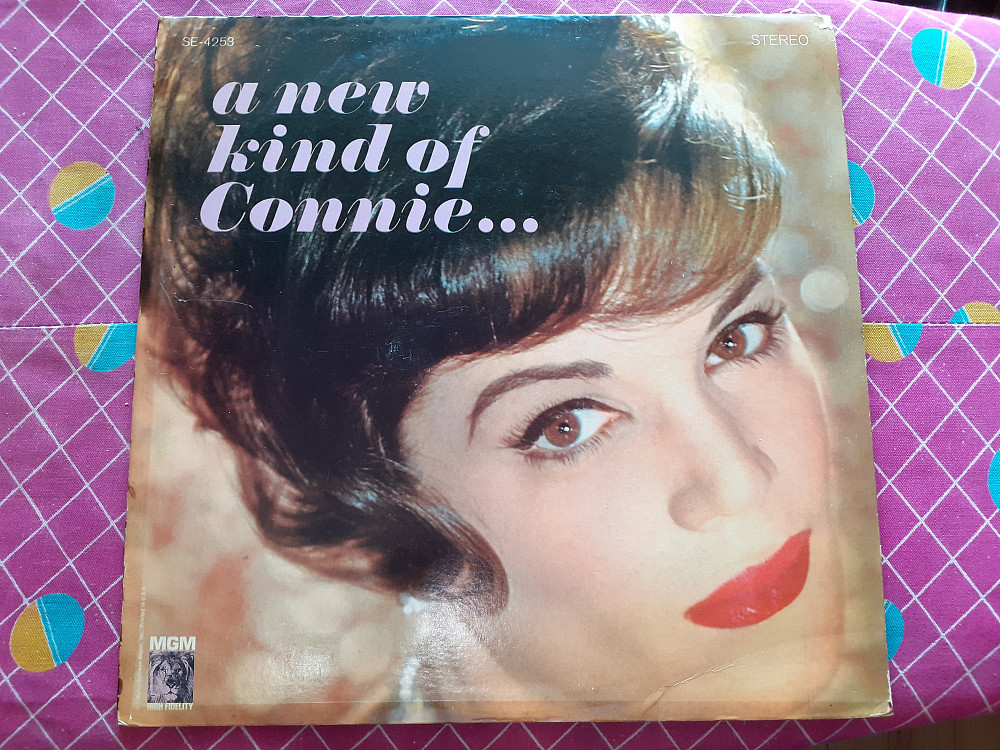 SE-4253
STEREO
a new
kind of
Connie...
MGM
HIGH FIDELITY